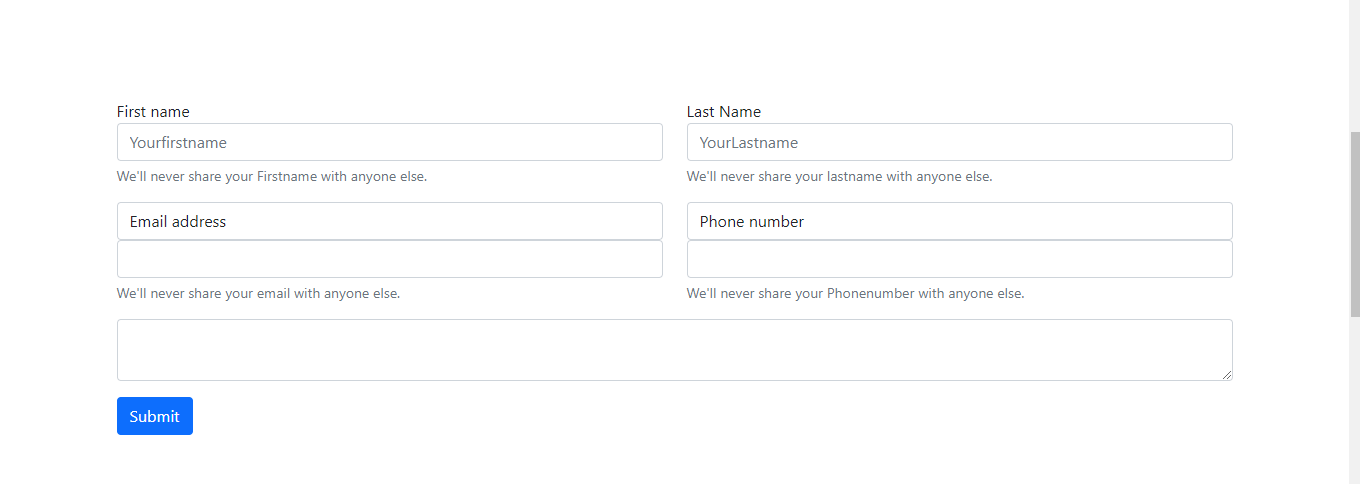 First name
Last Name
Yourfirstname
YourLastname
We'll never share your Firstname with anyone else.
We'll never share your lastname with anyone else.
Email address
Phone number
We'll never share your email with anyone else.
We'll never share your Phonenumber with anyone else.
Submit